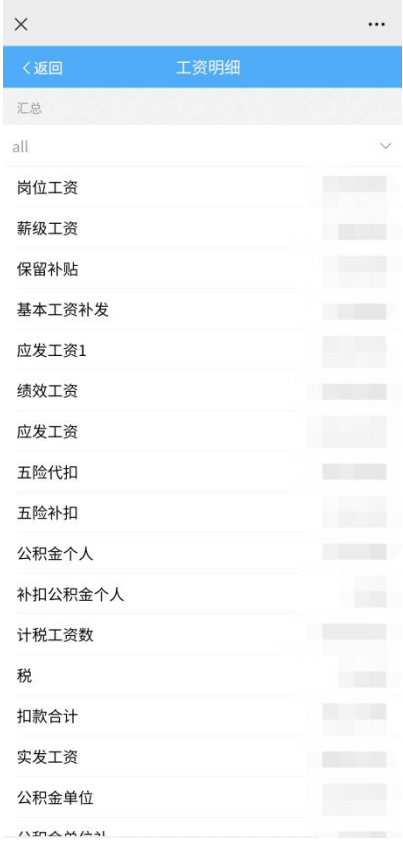 返回
工资明细
汇总
all
岗位工资
薪级工资
保留补贴
基本工资补发
应发工资1
绩效工资
应发工资
五险代扣
五险补扣
公积金个人
补扣公积金个人
计税工资数
税
扣款合计
实发工资
公积金单位